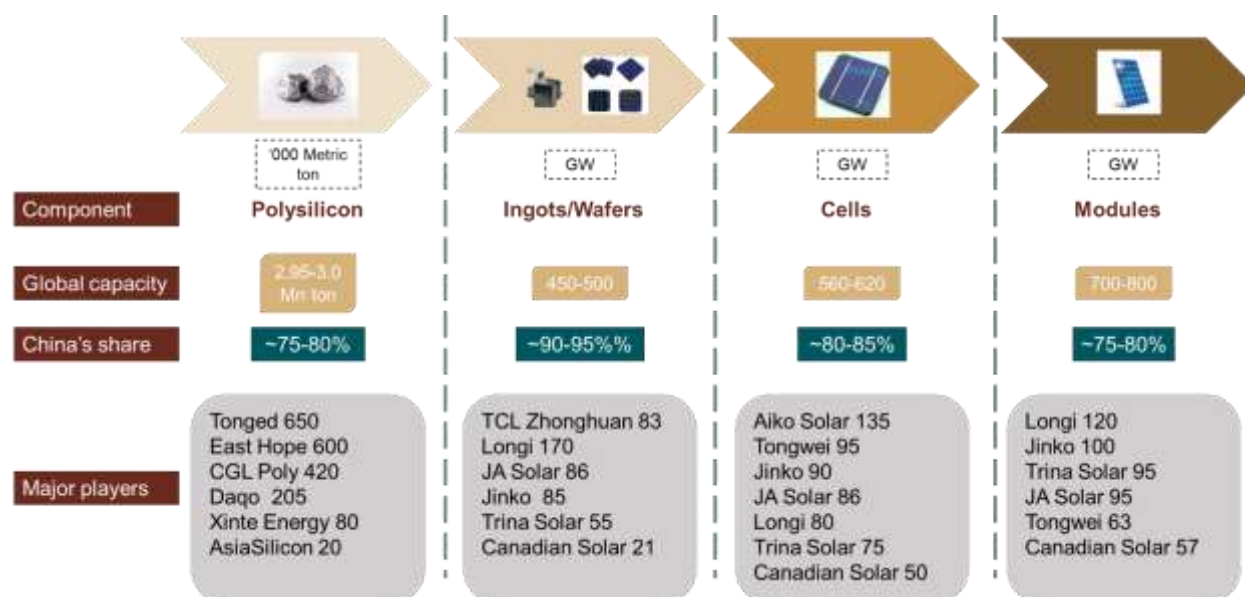 '000 Metric
ton
GW
GW
GW
Component
Polysilicon
Ingots/Wafers
Cells
Modules
Global capacity
2.95-3.0
Mn ton
450-500
560-620
700-800
China's share
~75-80%
~90-95%%
~80-85%
~75-80%
Major players
Tonged 650
East Hope 600
CGL Poly 420
Daqo 205
Xinte Energy 80
AsiaSilicon 20
TCL Zhonghuan 83
Longi 170
JA Solar 86
Jinko 85
Trina Solar 55
Canadian Solar 21
Aiko Solar 135
Tongwei 95
Jinko 90
JA Solar 86
Longi 80
Trina Solar 75
Canadian Solar 50
Longi 120
Jinko 100
Trina Solar 95
JA Solar 95
Tongwei 63
Canadian Solar 57